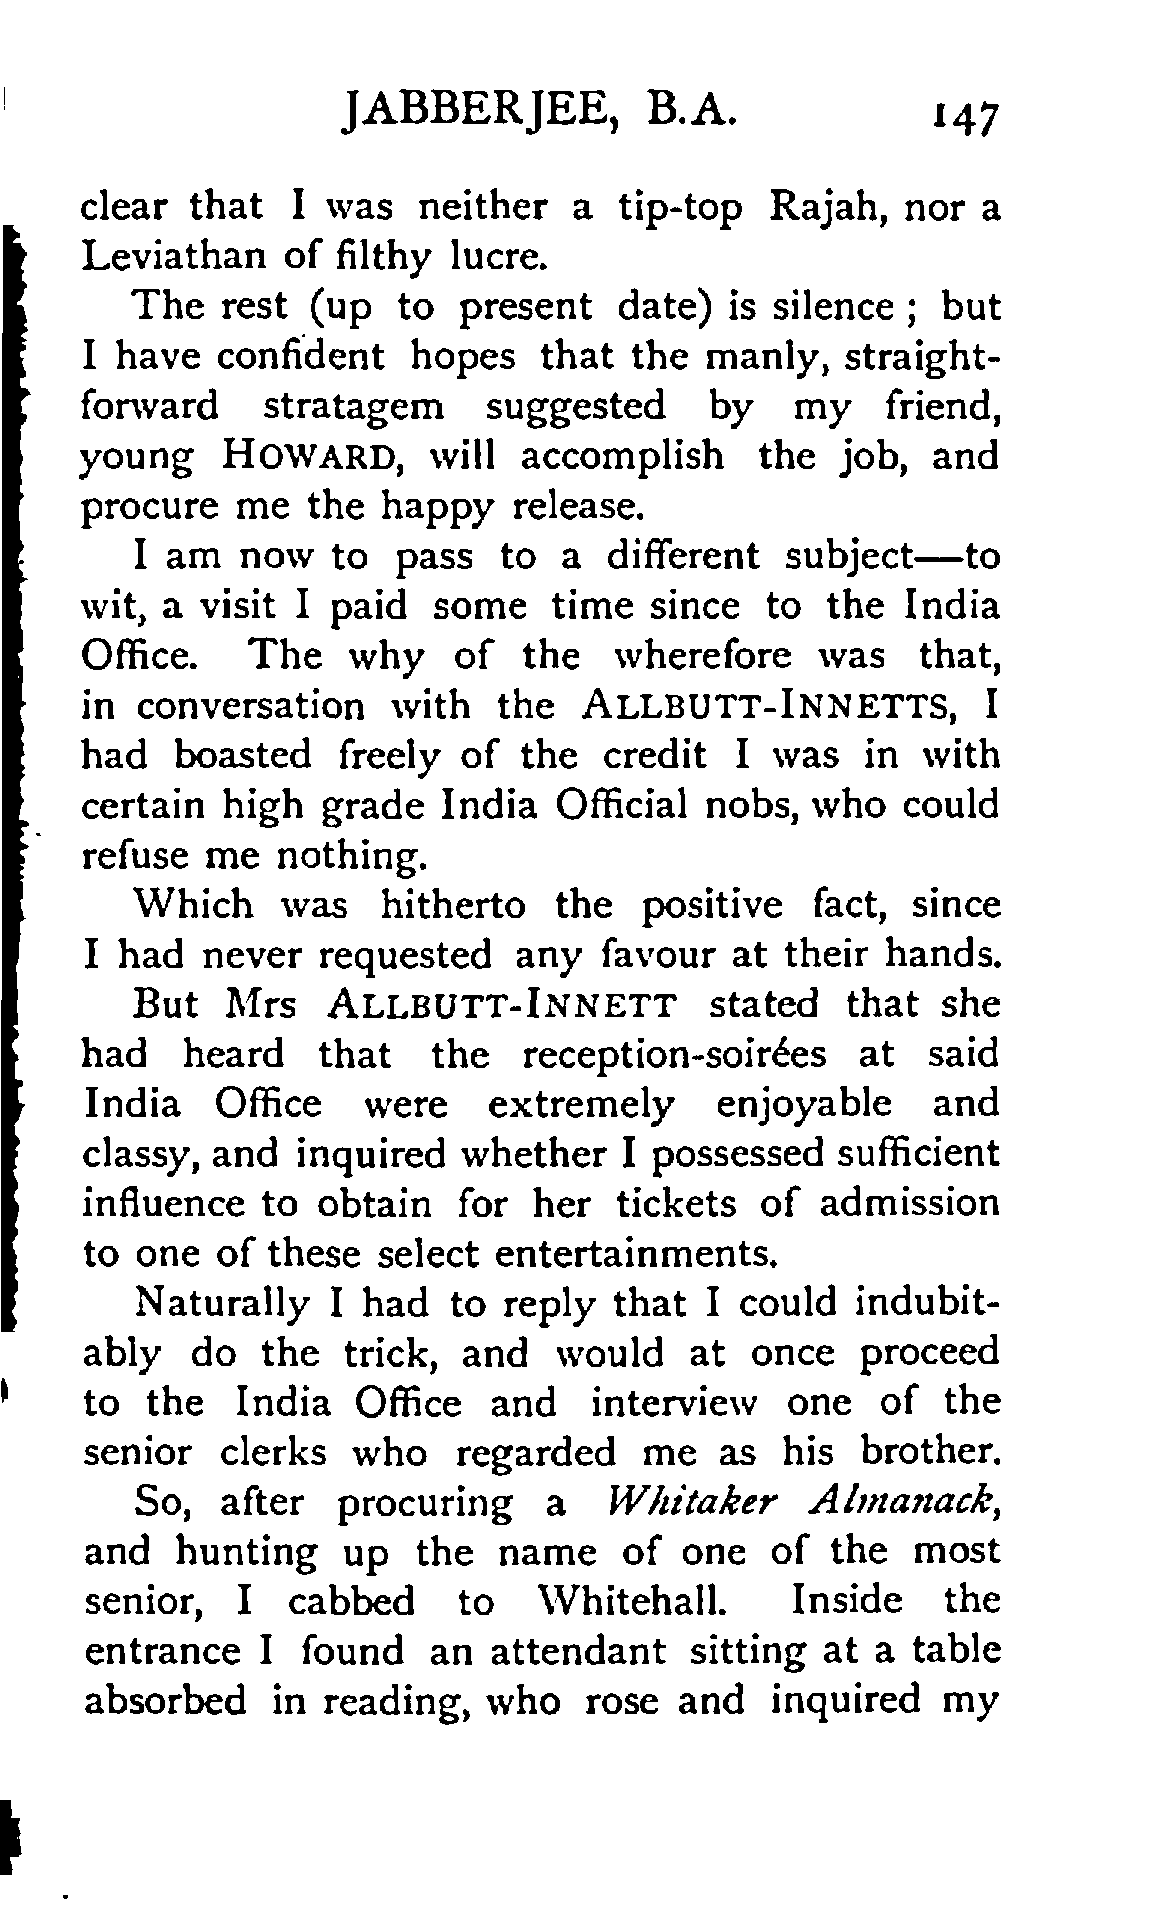 JABBERJEE, B.A. 147
clear that I was neither a tip-top Rajah, nor a
Leviathan of filthy lucre.
The rest (up to present date) is silence ; but
I have confident hopes that the manly, straight-
forward stratagem suggested by my friend,
young HOWARD, will accomplish the job, and
procure me the happy release.
I am now to pass to a different subject—to
wit, a visit I paid some time since to the India
Office. The why of the wherefore was that,
in conversation with the ALLBUTT-INNETTS, I
had boasted freely of the credit I was in with
certain high grade India Official nobs, who could
refuse me nothing.
Which was hitherto the positive fact, since
I had never requested any favour at their hands.
But Mrs ALLBUTT-INNETT stated that she
had heard that the reception-soirées at said
India Office were extremely enjoyable and
classy, and inquired whether I possessed sufficient
influence to obtain for her tickets of admission
to one of these select entertainments.
Naturally I had to reply that I could indubit-
ably do the trick, and would at once proceed
to the India Office and interview one of the
senior clerks who regarded me as his brother.
So, after procuring a Whitaker Almanack,
and hunting up the name of one of the most
senior, I cabbed to Whitehall. Inside the
entrance I found an attendant sitting at a table
absorbed in reading, who rose and inquired my